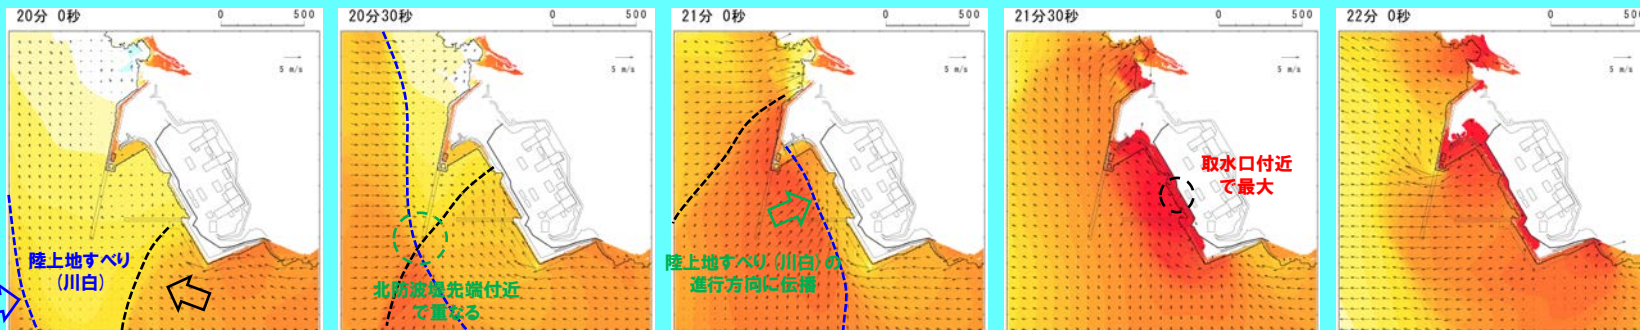 20分 0秒
0 500
5 m/s
陸上地すべり
(川白)
20分30秒
0 500
5 m/s
北防波堤先端付近
で重なる
21分 0秒
0 500
5 m/s
陸上地すべり(川白)の
進行方向に伝播
21分30秒
0 500
5 m/s
取水口付近
で最大
22分 0秒
0 500
5 m/s